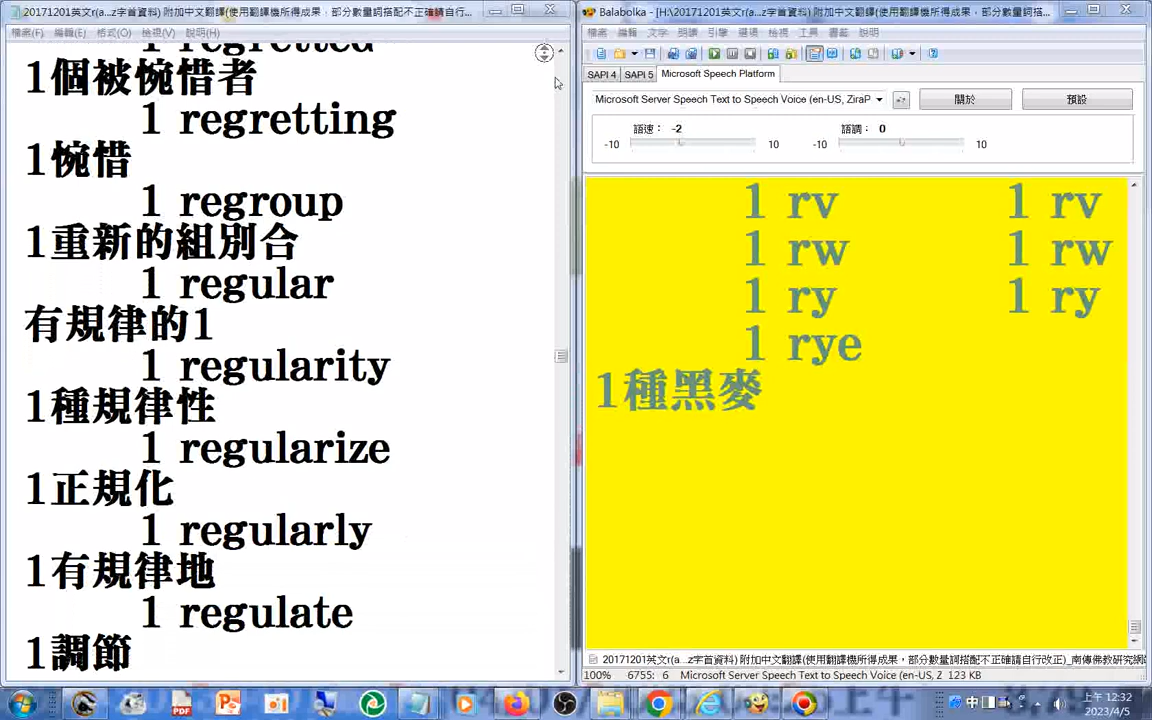 20171201英文r(a...z字首資料) 附加中文翻譯(使用翻譯機所得成果﹐部分數量詞搭配不正確請自行...
檔案(F) 編輯(E) 格式(O) 檢視(V) 說明(H)
1 regretted
1個被惋惜者
1 regretting
1惋惜
1 regroup
1重新的組別合
1 regular
有規律的1
1 regularity
1種規律性
1 regularize
1正規化
1 regularly
1有規律地
1 regulate
1調節
Balabolka - [H:\20171201英文r(a...z字首資料) 附加中文翻譯(使用翻譯機所得成果﹐部分數量詞搭...
檔案 編輯 文字 朗讀 引擎 選項 檢視 工具 書籤 說明
SAPI 4 SAPI 5 Microsoft Speech Platform
Microsoft Server Speech Text to Speech Voice (en-US, ZiraP
關於 預設
語速： -2 語調： 0
-10 10 -10 10
1 rv 1 rv
1 rw 1 rw
1 ry 1 ry
1 rye
1種黑麥
20171201英文r(a...z字首資料) 附加中文翻譯(使用翻譯機所得成果﹐部分數量詞搭配不正確請自行改正)_南傳佛教研究網
100% 6755: 6 Microsoft Server Speech Text to Speech Voice (en-US, Z 123 KB
中
上午 12:32
2023/4/5